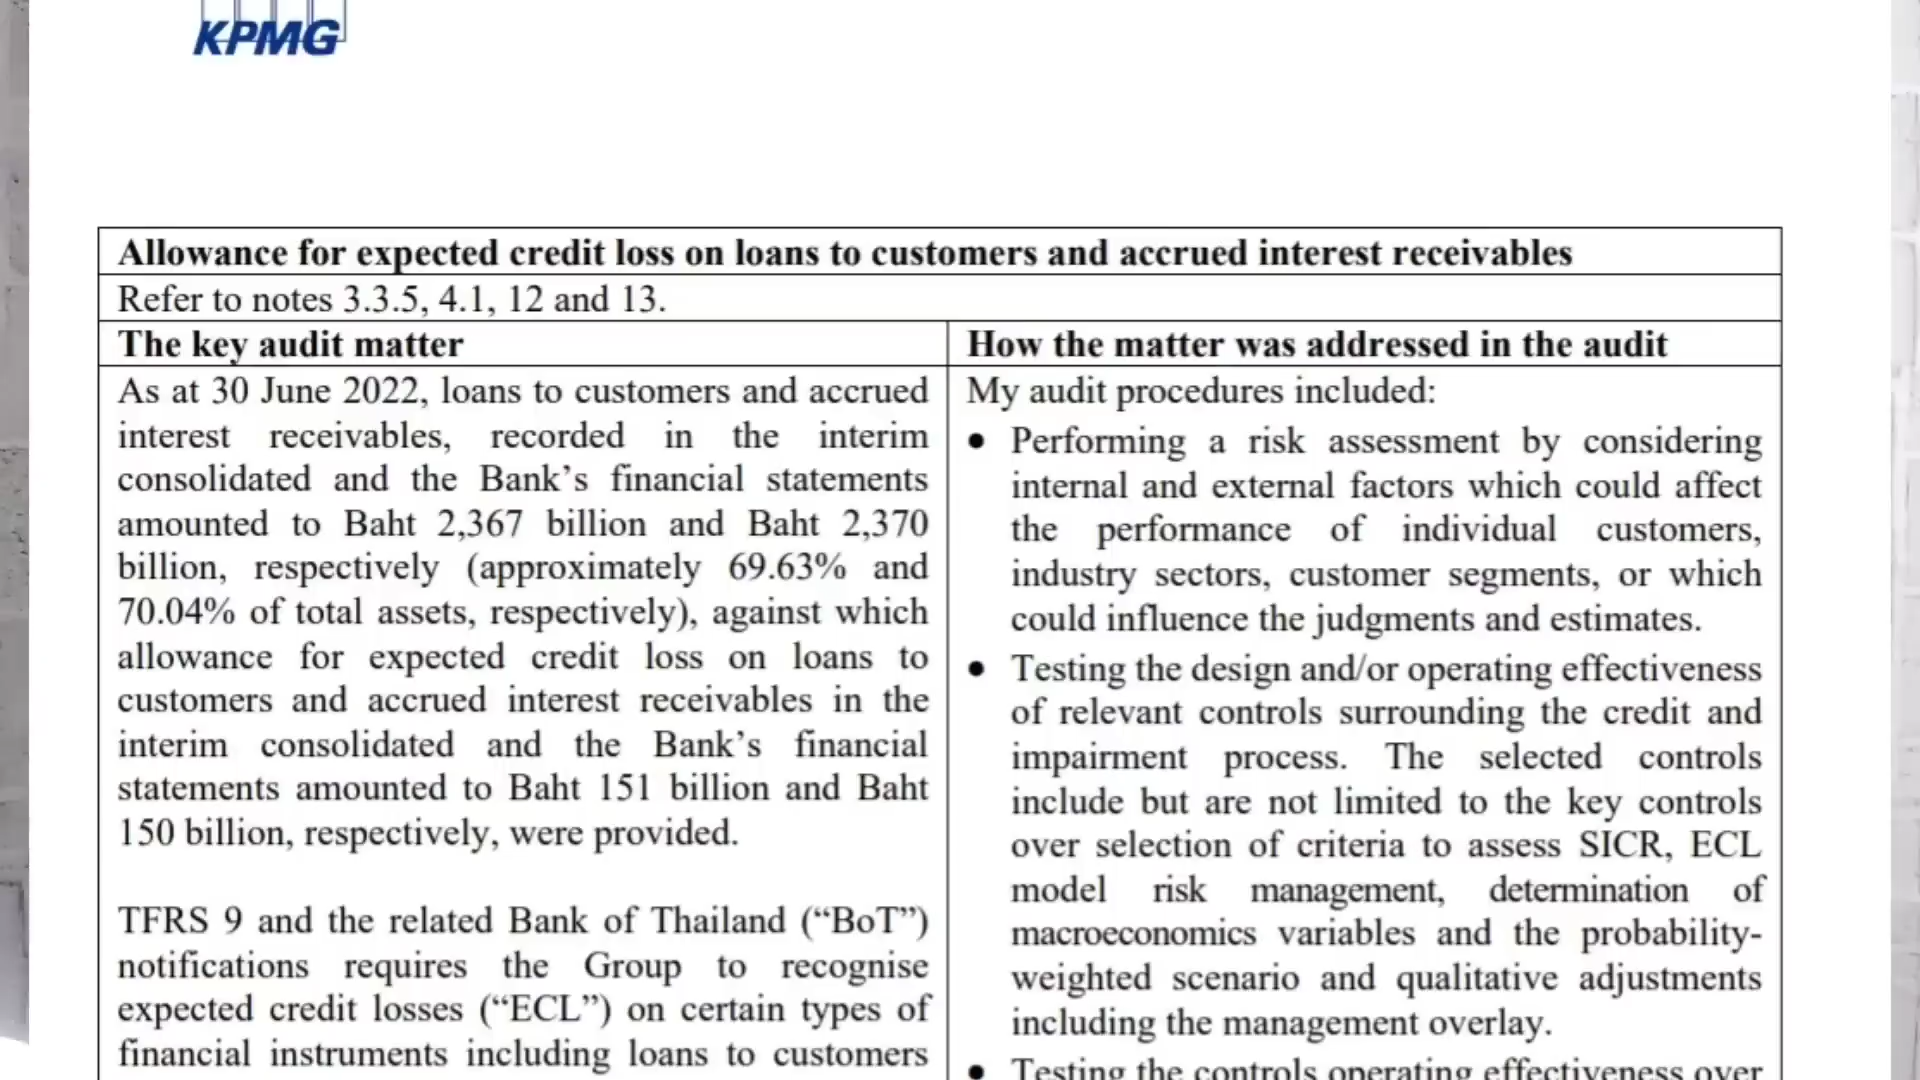 KPMG
Allowance for expected credit loss on loans to customers and accrued interest receivables
Refer to notes 3.3.5, 4.1, 12 and 13.
The key audit matter
As at 30 June 2022, loans to customers and accrued
interest receivables, recorded in the interim
consolidated and the Bank’s financial statements
amounted to Baht 2,367 billion and Baht 2,370
billion, respectively (approximately 69.63% and
70.04% of total assets, respectively), against which
allowance for expected credit loss on loans to
customers and accrued interest receivables in the
interim consolidated and the Bank’s financial
statements amounted to Baht 151 billion and Baht
150 billion, respectively, were provided.
TFRS 9 and the related Bank of Thailand (“BoT”)
notifications requires the Group to recognise
expected credit losses (“ECL”) on certain types of
financial instruments including loans to customers
How the matter was addressed in the audit
My audit procedures included:
● Performing a risk assessment by considering
internal and external factors which could affect
the performance of individual customers,
industry sectors, customer segments, or which
could influence the judgments and estimates.
● Testing the design and/or operating effectiveness
of relevant controls surrounding the credit and
impairment process. The selected controls
include but are not limited to the key controls
over selection of criteria to assess SICR, ECL
model risk management, determination of
macroeconomics variables and the probability-
weighted scenario and qualitative adjustments
including the management overlay.
● Testing the controls operating effectiveness over